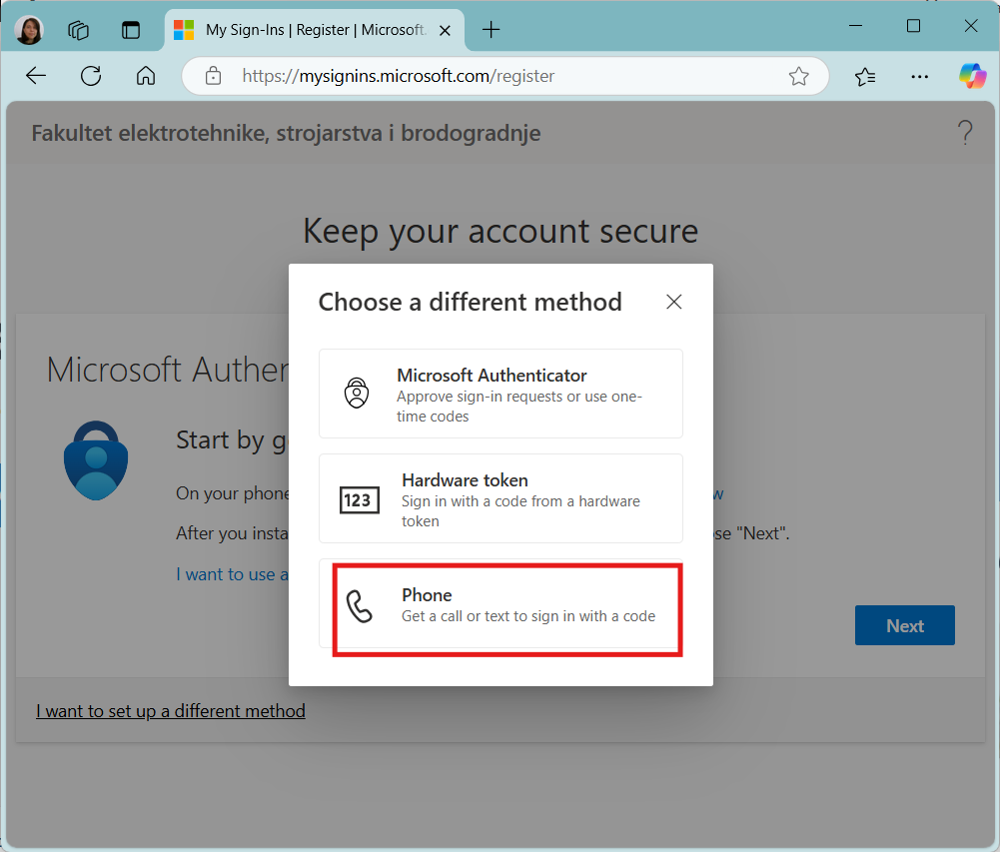 My Sign-Ins | Register | Microsoft.
https://mysignins.microsoft.com/register
Fakultet elektrotehnike, strojarstva i brodogradnje
?
Keep your account secure
Choose a different method
Microsoft Authen
Microsoft Authenticator
Approve sign-in requests or use one-
time codes
Start by g
Hardware token
On your phone
123
Sign in with a code from a hardware
token
w
After you insta
se "Next".
I want to use a
Phone
Get a call or text to sign in with a code
Next
I want to set up a different method